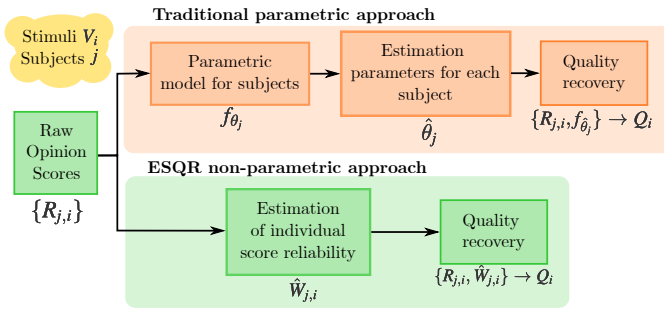 Traditional parametric approach
Stimuli $V_i$
Subjects $j$
Parametric
model for subjects
$f_{\theta_j}$
Estimation
parameters for each
subject
$\hat{\theta}_j$
Quality
recovery
$\{R_{j,i}, f_{\hat{\theta}_j}\} \rightarrow Q_i$
Raw
Opinion
Scores
$\{R_{j,i}\}$
ESQR non-parametric approach
Estimation
of individual
score reliability
$\hat{W}_{j,i}$
Quality
recovery
$\{R_{j,i}, \hat{W}_{j,i}\} \rightarrow Q_i$